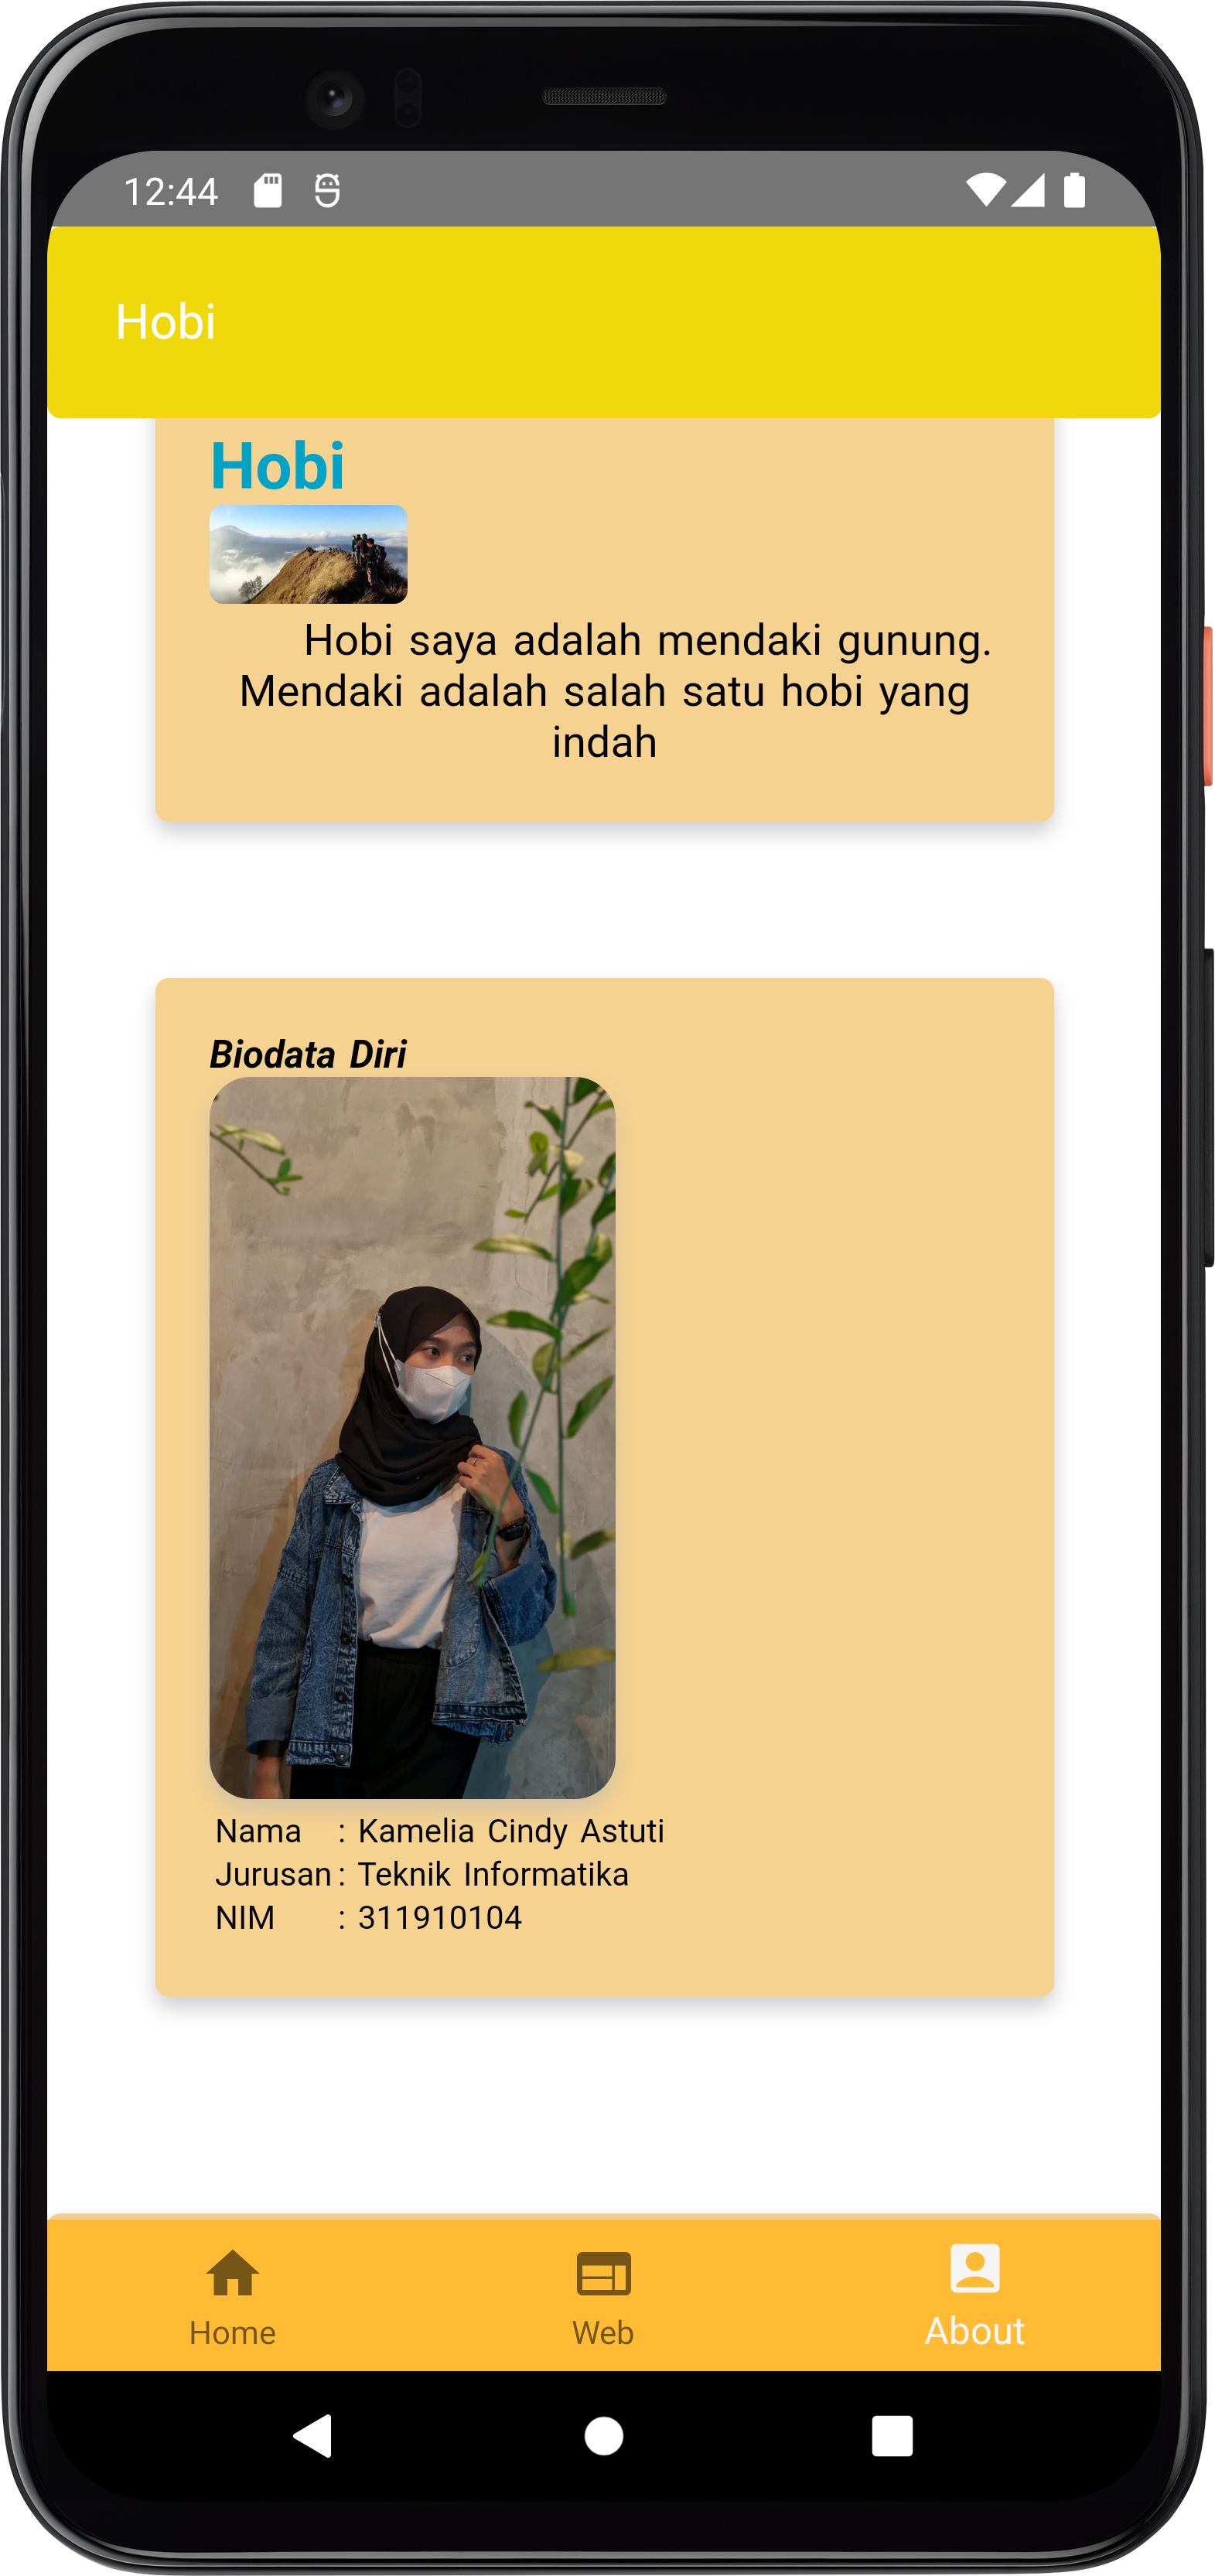 12:44
Hobi
Hobi
Hobi saya adalah mendaki gunung.
Mendaki adalah salah satu hobi yang
indah
Biodata Diri
Nama : Kamelia Cindy Astuti
Jurusan : Teknik Informatika
NIM : 311910104
Home Web About